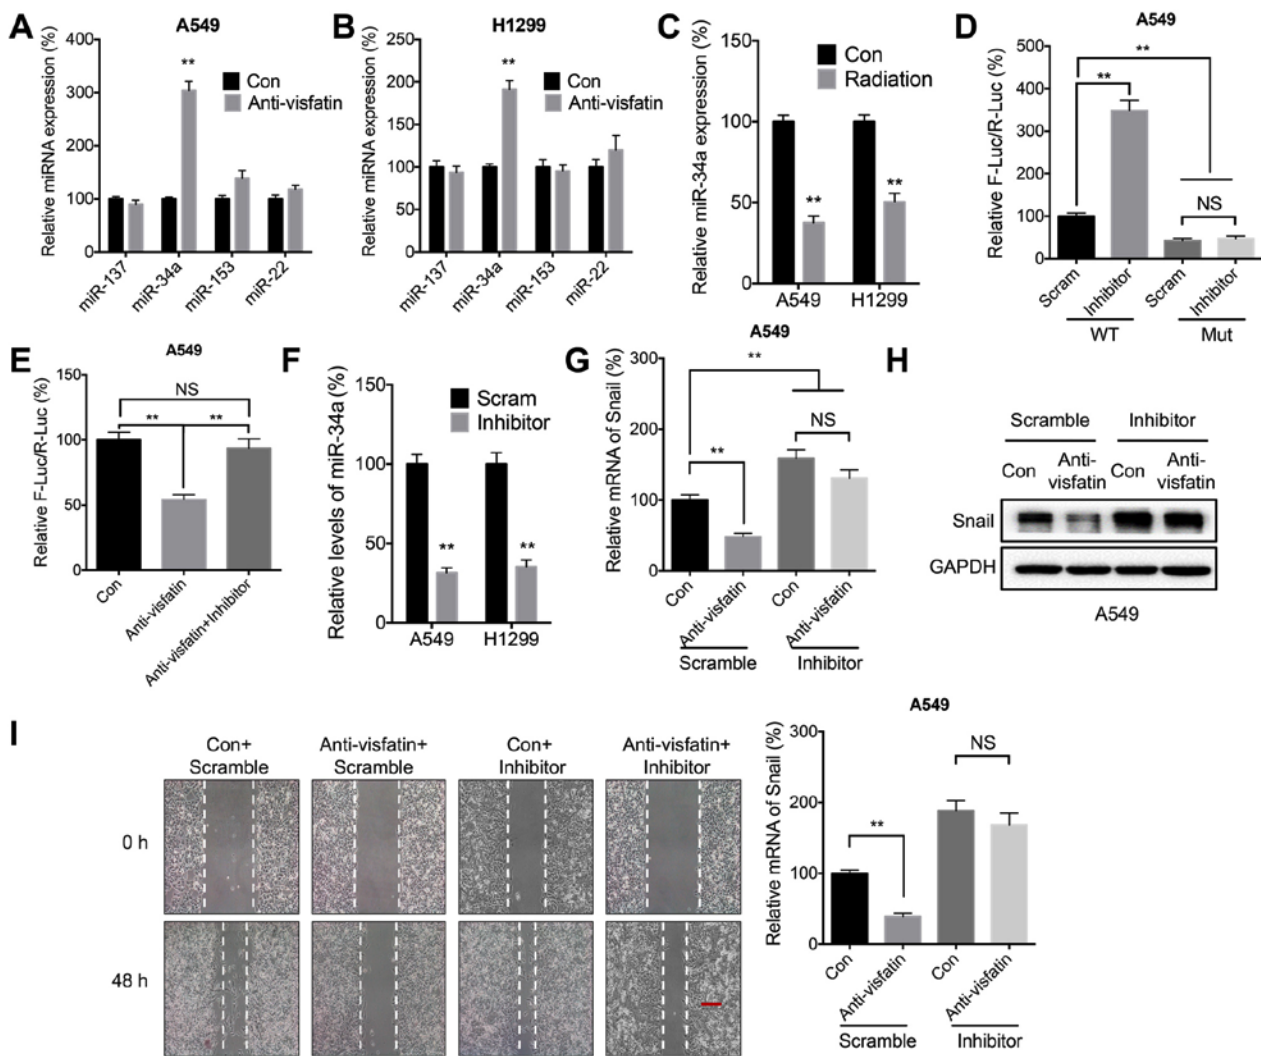 A
A549
Relative miRNA expression (%)
400
300
200
100
0
**
Con
Anti-visfatin
miR-137
miR-34a
miR-153
miR-22
B
H1299
Relative miRNA expression (%)
250
200
150
100
50
0
**
Con
Anti-visfatin
miR-137
miR-34a
miR-153
miR-22
C
Relative miR-34a expression (%)
150
100
50
0
Con
Radiation
**
**
A549
H1299
D
A549
Relative F-Luc/R-Luc (%)
500
400
300
200
100
0
**
**
NS
Scram
Inhibitor
Scram
Inhibitor
WT
Mut
E
A549
Relative F-Luc/R-Luc (%)
150
100
50
0
NS
**
**
Con
Anti-visfatin
Anti-visfatin+Inhibitor
F
Relative levels of miR-34a (%)
150
100
50
0
Scram
Inhibitor
**
**
A549
H1299
G
A549
Relative mRNA of Snail (%)
300
200
150
100
50
0
**
**
NS
Con
Anti-visfatin
Con
Anti-visfatin
Scramble
Inhibitor
H
Scramble
Inhibitor
Con
Anti-
visfatin
Con
Anti-
visfatin
Snail
GAPDH
A549
I
Con+
Scramble
Anti-visfatin+
Scramble
Con+
Inhibitor
Anti-visfatin+
Inhibitor
0 h
48 h
A549
Relative mRNA of Snail (%)
300
200
100
50
0
**
NS
Con
Anti-visfatin
Con
Anti-visfatin
Scramble
Inhibitor